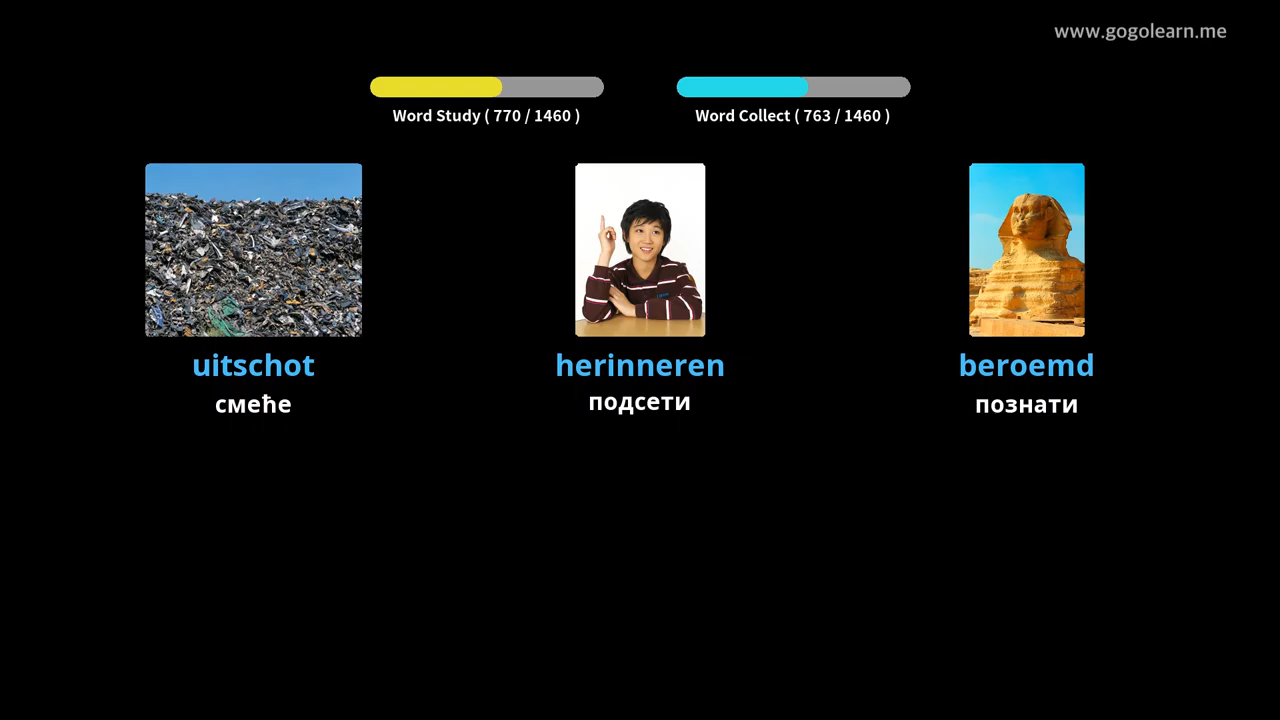 www.gogolearn.me
Word Study ( 770 / 1460 )
Word Collect ( 763 / 1460 )
uitschot
herinneren
beroemd
смеће
подсети
познати